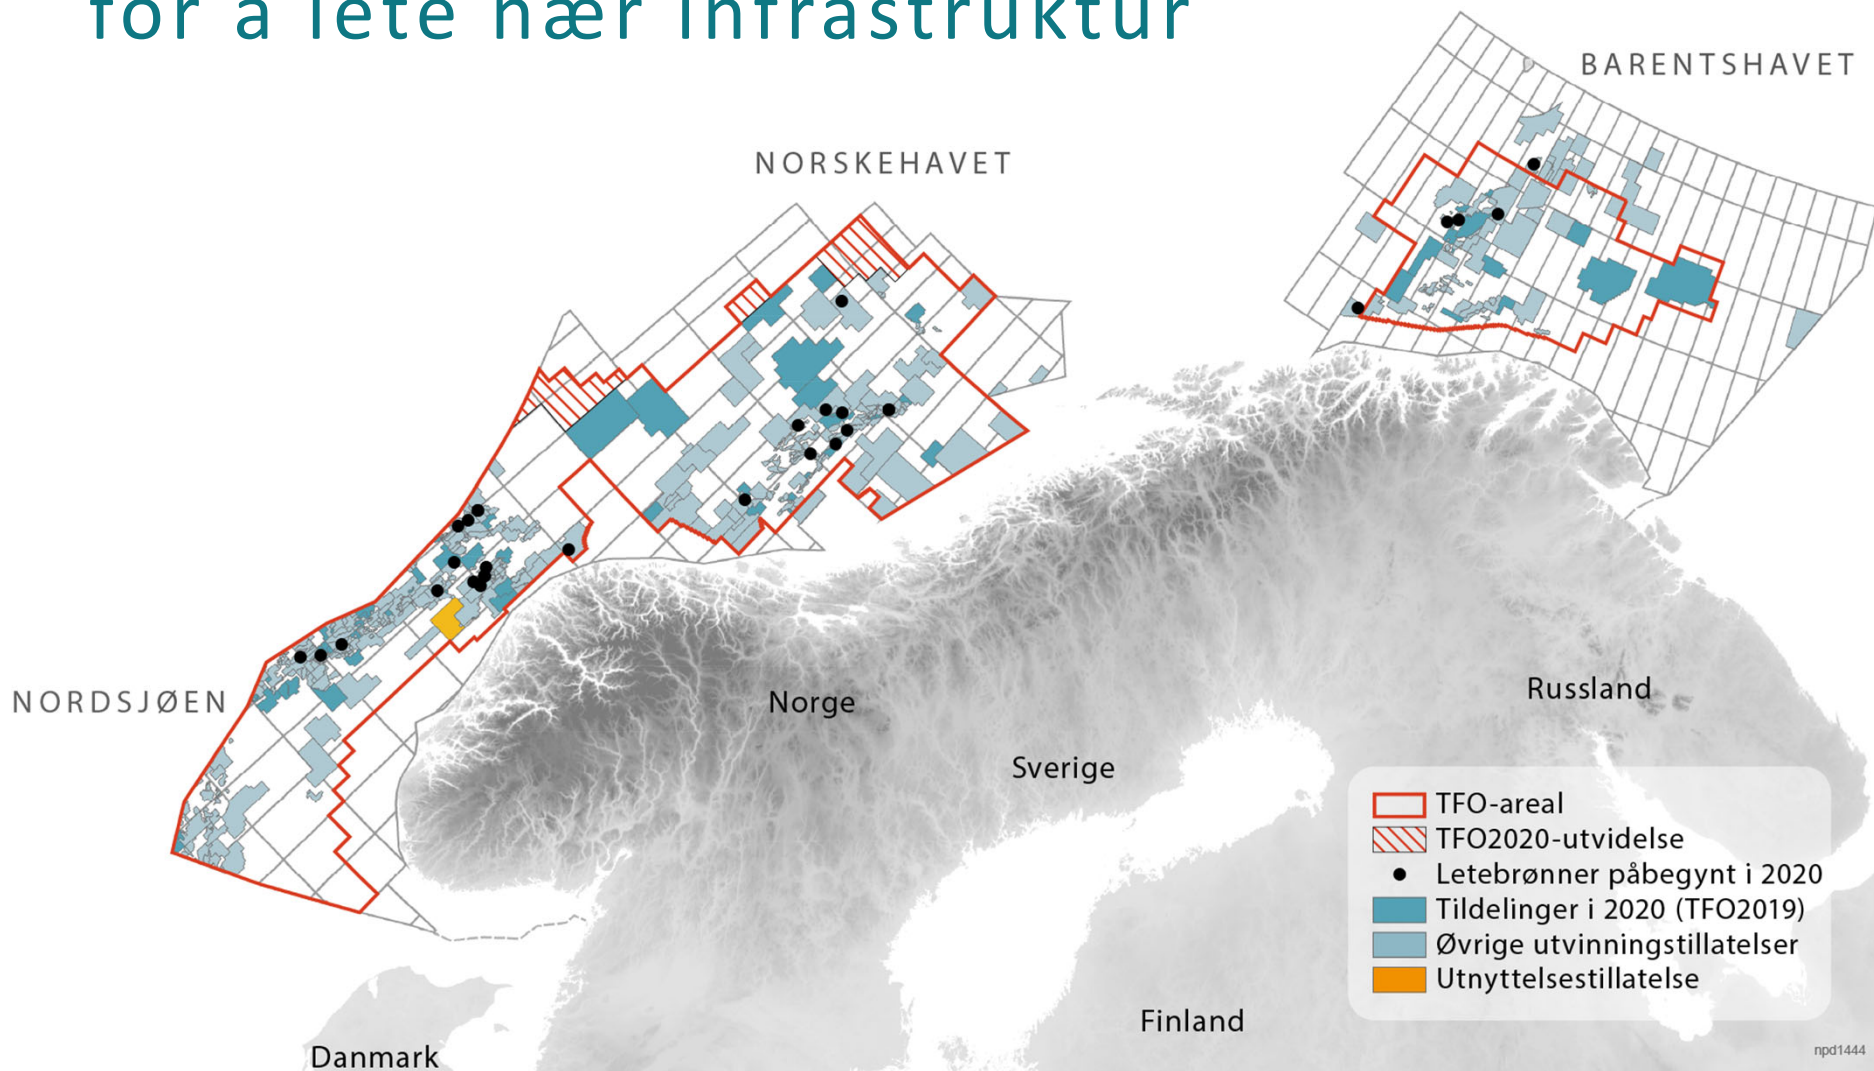 for å lete nær infrastruktur
BARENTSHAVET
NORSKEHAVET
NORDSJØEN
Norge
Russland
Sverige
TFO-areal
TFO2020-utvidelse
Letebrønner påbegynt i 2020
Tildelinger i 2020 (TFO2019)
Øvrige utvinningstillatelser
Utnyttelsestillatelse
Finland
Danmark
npd1444